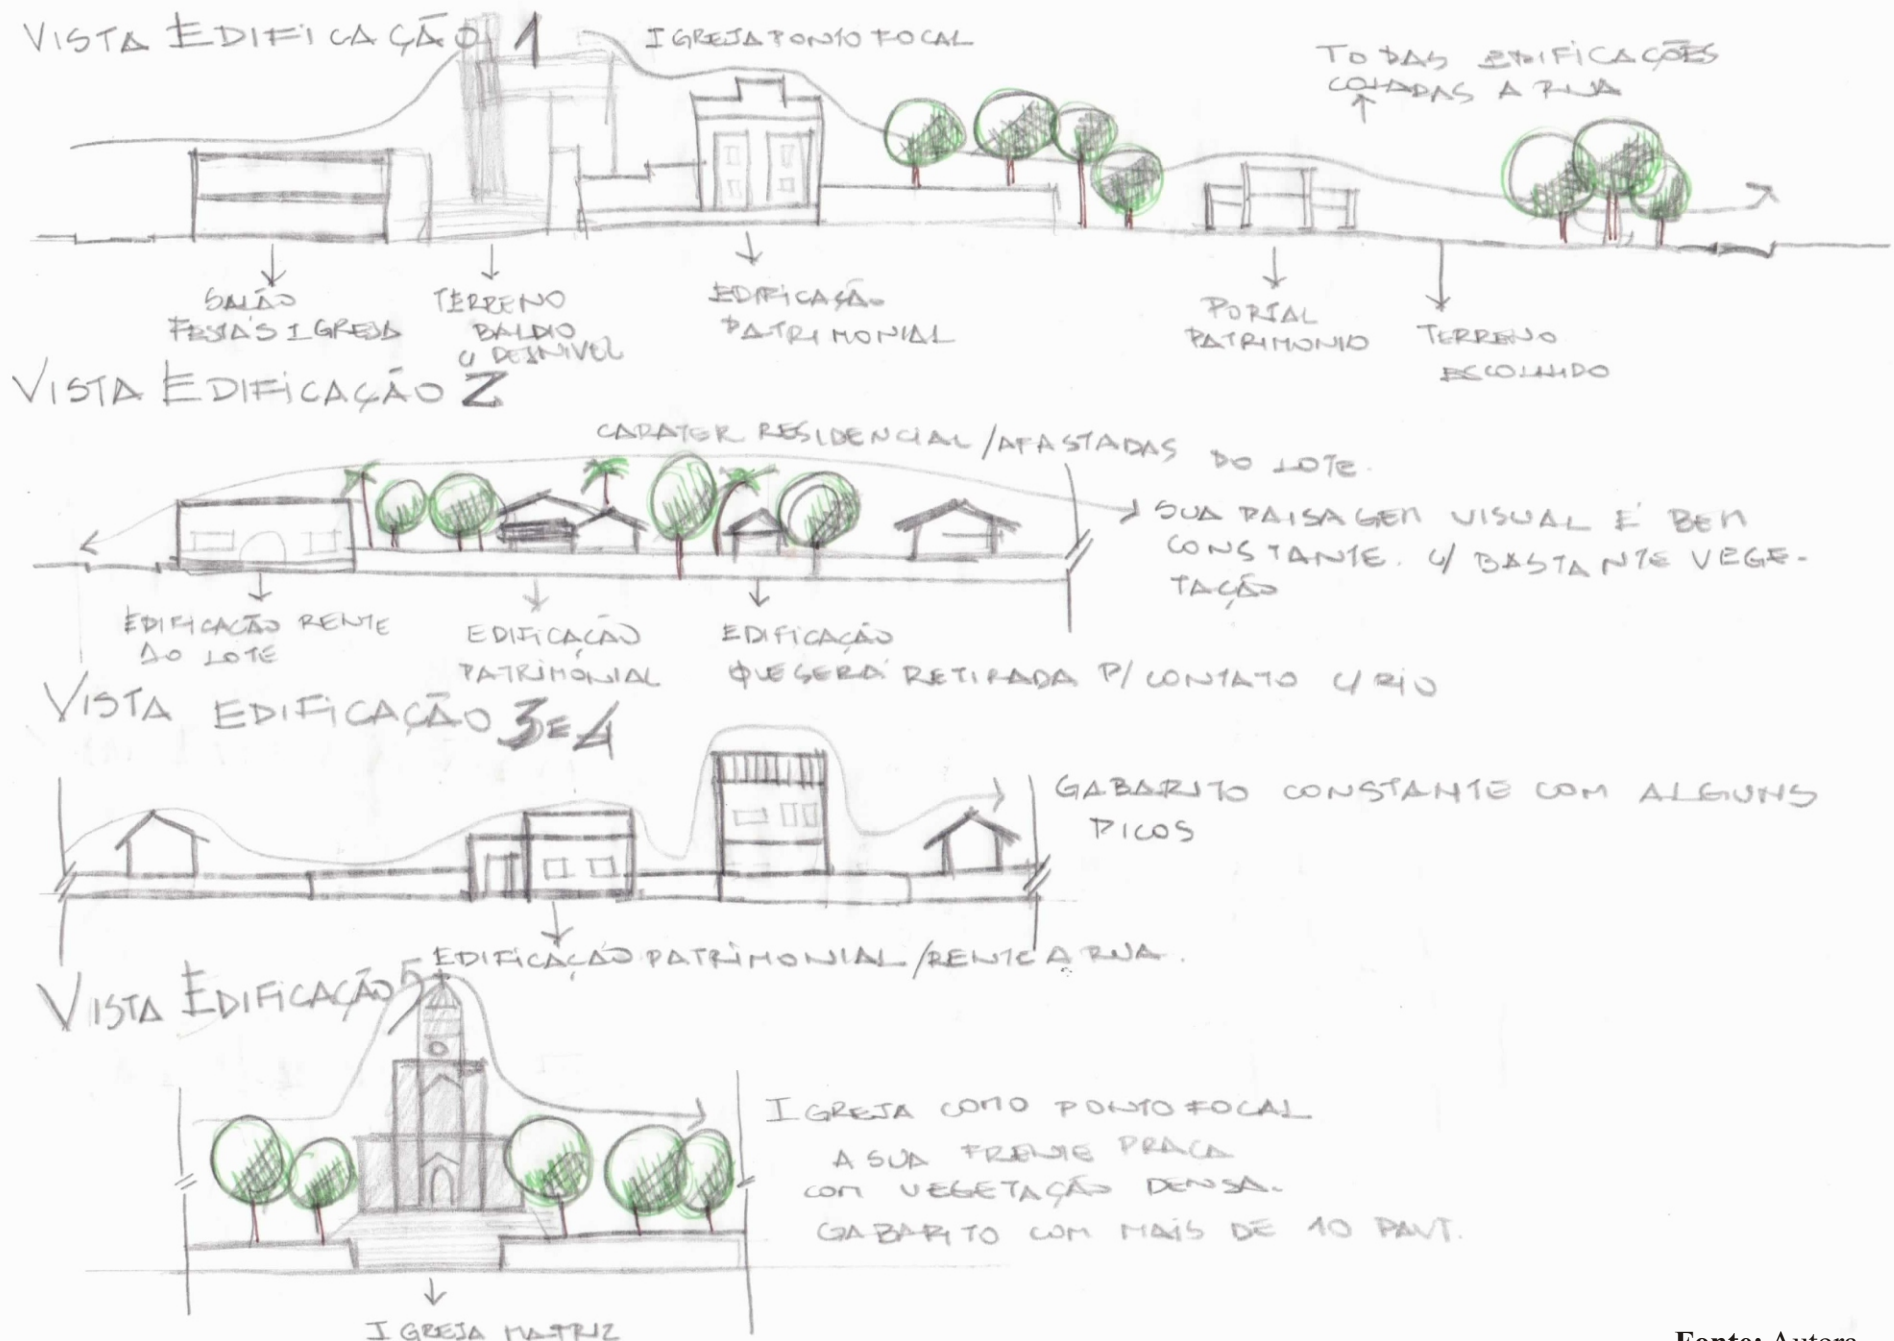 VISTA EDIFICAÇÃO 1
IGREJA PONTO FOCAL
TODAS EDIFICAÇÕES
COLADAS A RUA
SALÃO
FESTAS IGREJA
TERRENO
BALDIO
C/ DESNIVEL
EDIFICAÇÃO
PATRIMONIAL
PORTAL
PATRIMONIO
TERRENO
ESCOLHIDO
VISTA EDIFICAÇÃO 2
CARATER RESIDENCIAL/AFASTADAS DO LOTE.
SUA PAISAGEM VISUAL É BEM
CONSTANTE. C/ BASTANTE VEGE-
TAÇÃO
EDIFICAÇÃO RENTE
AO LOTE
EDIFICAÇÃO
PATRIMÔNIAL
EDIFICAÇÃO
QUE SERÁ RETIRADA P/ CONTATO C/ RIO
VISTA EDIFICAÇÃO 3 E 4
GABARITO CONSTANTE COM ALGUNS
PICOS
EDIFICAÇÃO PATRIMONIAL/RENTE A RUA.
VISTA EDIFICAÇÃO 5
IGREJA COMO PONTO FOCAL
A SUA FRENTE PRAÇA
COM VEGETAÇÃO DENSA.
GABARITO COM MAIS DE 10 PAVT.
IGREJA MATRIZ
Fonte: Autora